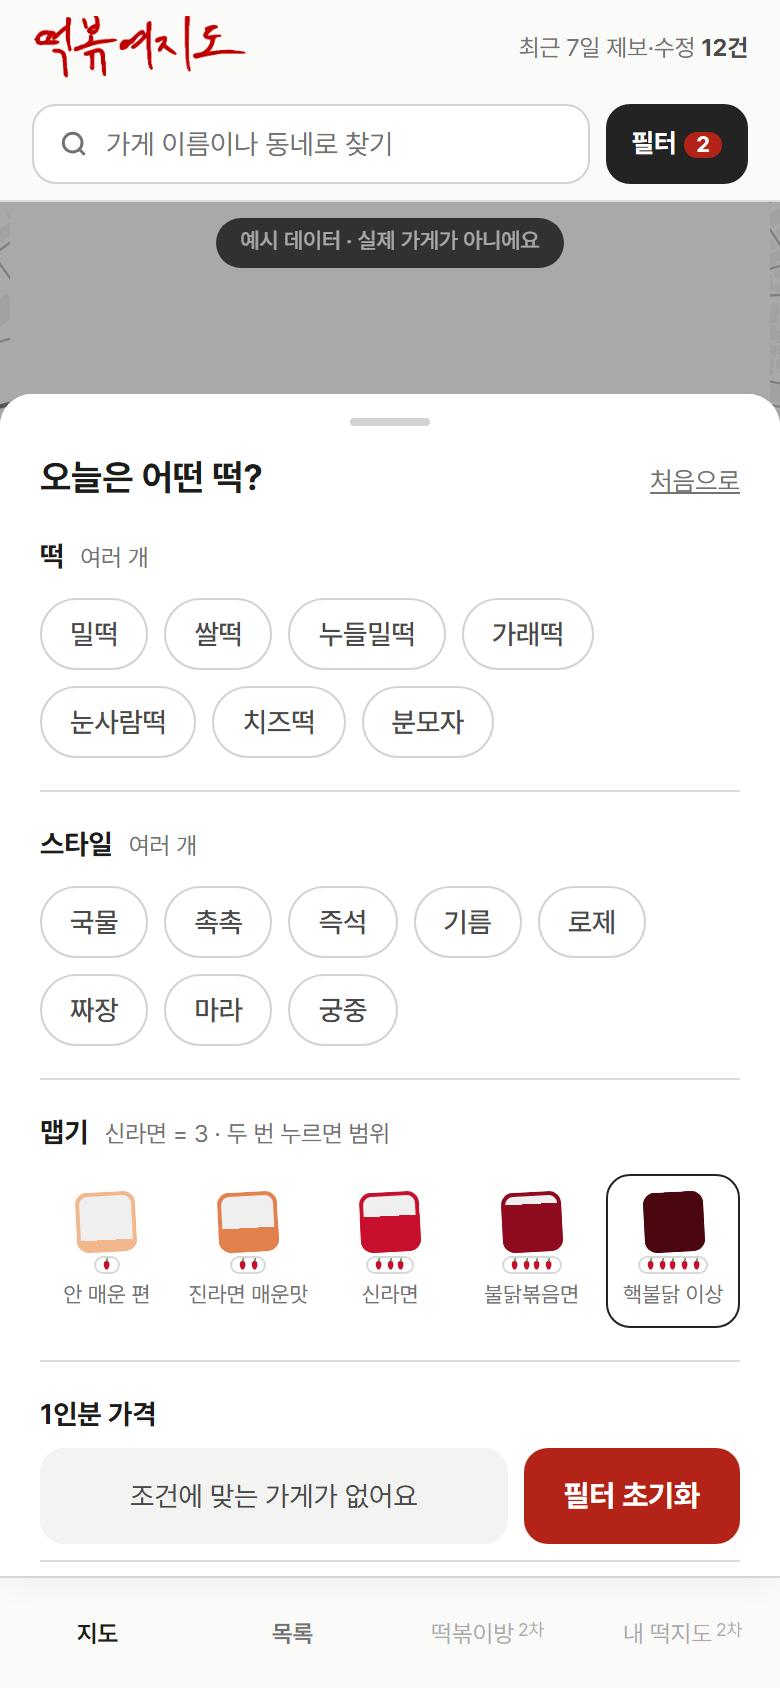 떡볶여지도
최근 7일 제보·수정 12건
가게 이름이나 동네로 찾기
필터 2
예시 데이터 · 실제 가게가 아니에요
오늘은 어떤 떡?
처음으로
떡 여러 개
밀떡 쌀떡 누들밀떡 가래떡
눈사람떡 치즈떡 분모자
스타일 여러 개
국물 촉촉 즉석 기름 로제
짜장 마라 궁중
맵기 신라면 = 3 · 두 번 누르면 범위
안 매운 편 진라면 매운맛 신라면 불닭볶음면 핵불닭 이상
1인분 가격
조건에 맞는 가게가 없어요
필터 초기화
지도 목록 떡볶이방 2차 내 떡지도 2차